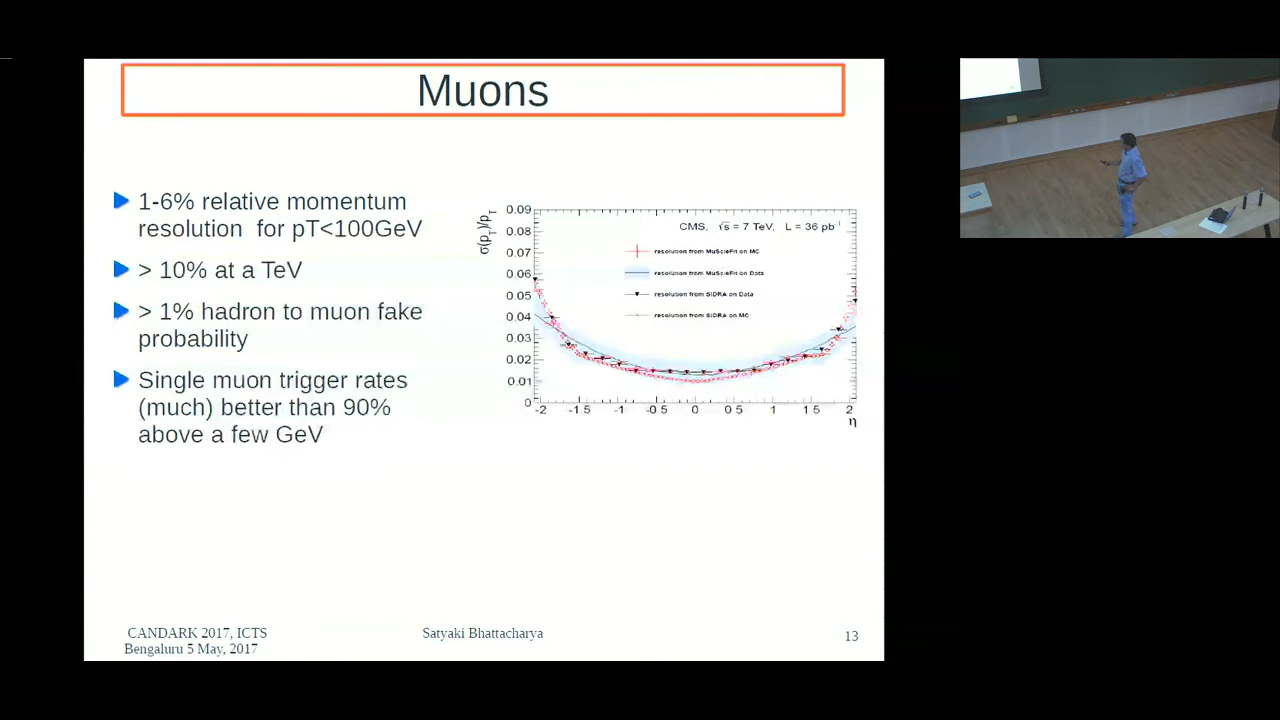 Muons
1-6% relative momentum
resolution for pT<100GeV
> 10% at a TeV
> 1% hadron to muon fake
probability
Single muon trigger rates
(much) better than 90%
above a few GeV
σ(p_T)/p_T
0.09
0.08
0.07
0.06
0.05
0.04
0.03
0.02
0.01
0
CMS, √s = 7 TeV, L = 36 pb⁻¹
resolution from MuScleFit on MC
resolution from MuScleFit on Data
resolution from SIDRA on Data
resolution from SIDRA on MC
-2 -1.5 -1 -0 5 0 0 5 1 1 5 2
η
CANDARK 2017, ICTS
Bengaluru 5 May, 2017
Satyaki Bhattacharya
13